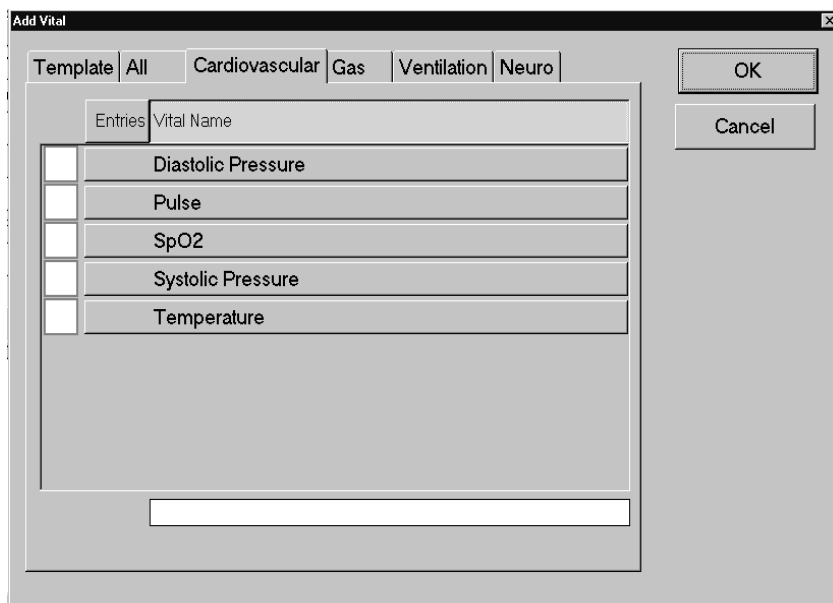 Add Vital
Template All Cardiovascular Gas Ventilation Neuro
OK
Cancel
Entries Vital Name
Diastolic Pressure
Pulse
SpO2
Systolic Pressure
Temperature